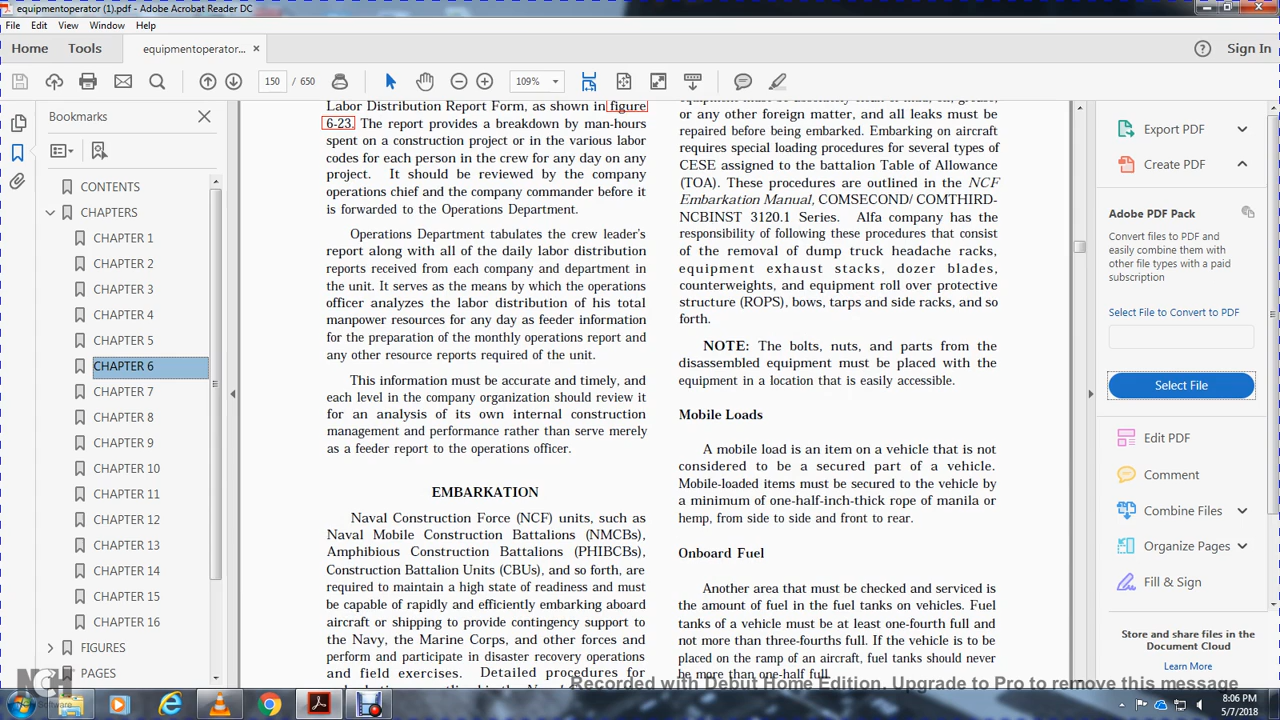 equipmentoperator (1).pdf - Adobe Acrobat Reader DC
File Edit View Window Help
Home Tools equipmentoperator... × Sign In
150 / 650 109%
Bookmarks
CONTENTS
CHAPTERS
CHAPTER 1
CHAPTER 2
CHAPTER 3
CHAPTER 4
CHAPTER 5
CHAPTER 6
CHAPTER 7
CHAPTER 8
CHAPTER 9
CHAPTER 10
CHAPTER 11
CHAPTER 12
CHAPTER 13
CHAPTER 14
CHAPTER 15
CHAPTER 16
FIGURES
PAGES
Labor Distribution Report Form, as shown in figure
6-23. The report provides a breakdown by man-hours
spent on a construction project or in the various labor
codes for each person in the crew for any day on any
project. It should be reviewed by the company
operations chief and the company commander before it
is forwarded to the Operations Department.
Operations Department tabulates the crew leader's
report along with all of the daily labor distribution
reports received from each company and department in
the unit. It serves as the means by which the operations
officer analyzes the labor distribution of his total
manpower resources for any day as feeder information
for the preparation of the monthly operations report and
any other resource reports required of the unit.
This information must be accurate and timely, and
each level in the company organization should review it
for an analysis of its own internal construction
management and performance rather than serve merely
as a feeder report to the operations officer.
EMBARKATION
Naval Construction Force (NCF) units, such as
Naval Mobile Construction Battalions (NMCBs),
Amphibious Construction Battalions (PHIBCBs),
Construction Battalion Units (CBUs), and so forth, are
required to maintain a high state of readiness and must
be capable of rapidly and efficiently embarking aboard
aircraft or shipping to provide contingency support to
the Navy, the Marine Corps, and other forces and
perform and participate in disaster recovery operations
and field exercises. Detailed procedures for
or any other foreign matter, and all leaks must be
repaired before being embarked. Embarking on aircraft
requires special loading procedures for several types of
CESE assigned to the battalion Table of Allowance
(TOA). These procedures are outlined in the NCF
Embarkation Manual, COMSECOND/ COMTHIRD-
NCBINST 3120.1 Series. Alfa company has the
responsibility of following these procedures that consist
of the removal of dump truck headache racks,
equipment exhaust stacks, dozer blades,
counterweights, and equipment roll over protective
structure (ROPS), bows, tarps and side racks, and so
forth.
NOTE: The bolts, nuts, and parts from the
disassembled equipment must be placed with the
equipment in a location that is easily accessible.
Mobile Loads
A mobile load is an item on a vehicle that is not
considered to be a secured part of a vehicle.
Mobile-loaded items must be secured to the vehicle by
a minimum of one-half-inch-thick rope of manila or
hemp, from side to side and front to rear.
Onboard Fuel
Another area that must be checked and serviced is
the amount of fuel in the fuel tanks on vehicles. Fuel
tanks of a vehicle must be at least one-fourth full and
not more than three-fourths full. If the vehicle is to be
placed on the ramp of an aircraft, fuel tanks should never
be more than one-half full.
Export PDF
Create PDF
Adobe PDF Pack
Convert files to PDF and
easily combine them with
other file types with a paid
subscription
Select File to Convert to PDF
Select File
Edit PDF
Comment
Combine Files
Organize Pages
Fill & Sign
Store and share files in the
Document Cloud
Learn More
Recorded with Debut Home Edition. Upgrade to Pro to remove this message
NCH
Software
8:06 PM
5/7/2018